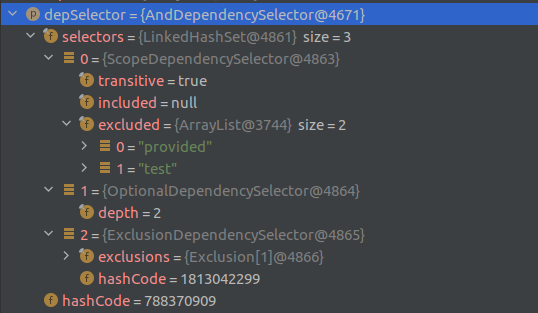 p depSelector = {AndDependencySelector@4671}
f selectors = {LinkedHashSet@4861} size = 3
0 = {ScopeDependencySelector@4863}
f transitive = true
f included = null
f excluded = {ArrayList@3744} size = 2
0 = "provided"
1 = "test"
1 = {OptionalDependencySelector@4864}
f depth = 2
2 = {ExclusionDependencySelector@4865}
f exclusions = {Exclusion[1]@4866}
f hashCode = 1813042299
f hashCode = 788370909